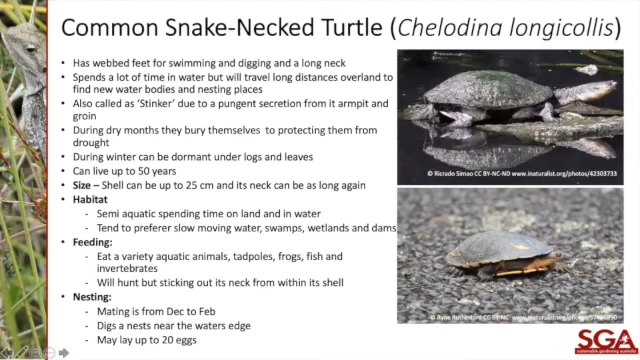 Common Snake-Necked Turtle (Chelodina longicollis)
• Has webbed feet for swimming and digging and a long neck
• Spends a lot of time in water but will travel long distances overland to
find new water bodies and nesting places
• Also called as ‘Stinker’ due to a pungent secretion from it armpit and
groin
• During dry months they bury themselves to protecting them from
drought
• During winter can be dormant under logs and leaves
• Can live up to 50 years
• Size – Shell can be up to 25 cm and its neck can be as long again
• Habitat
- Semi aquatic spending time on land and in water
- Tend to preferer slow moving water, swamps, wetlands and dams
• Feeding:
- Eat a variety aquatic animals, tadpoles, frogs, fish and
invertebrates
- Will hunt but sticking out its neck from within its shell
• Nesting:
- Mating is from Dec to Feb
- Digs a nests near the waters edge
- May lay up to 20 eggs
© Ricrado Simao CC BY-NC-ND www.inaturalist.org/photos/42303733
CC BY-NC
SGA
sustainable gardening australia